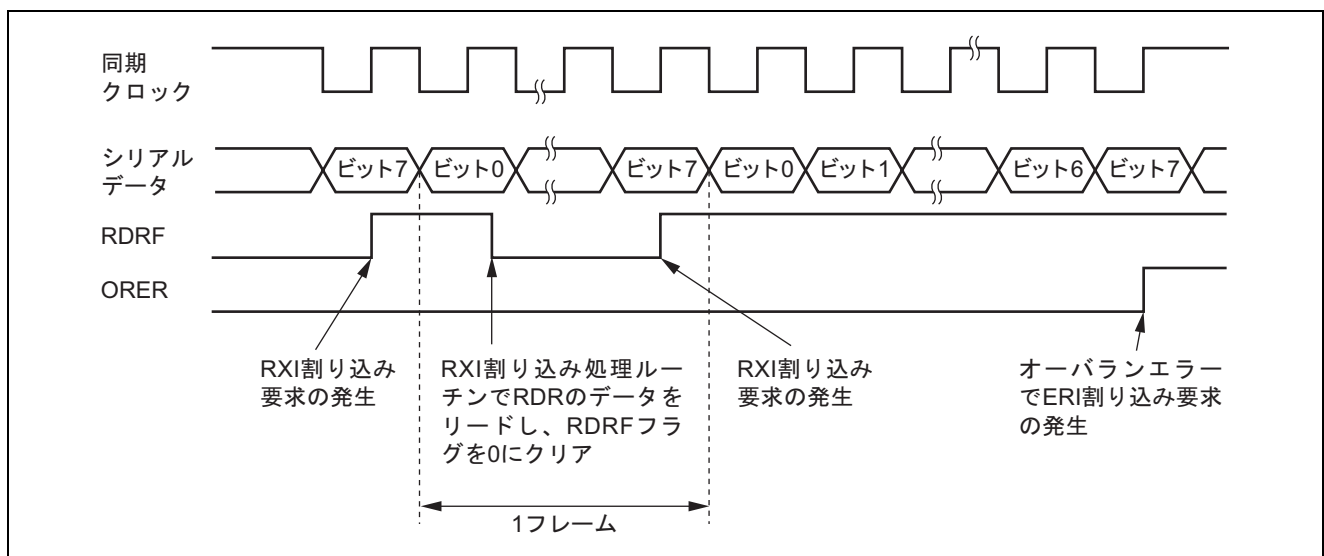 同期
クロック
シリアル
データ
ビット7
ビット0
ビット7
ビット0
ビット1
ビット6
ビット7
RDRF
ORER
RXI割り込み
要求の発生
RXI割り込み処理ルー
チンでRDRのデータを
リードし、RDRFフラ
グを0にクリア
RXI割り込み
要求の発生
オーバランエラー
でERI割り込み要求
の発生
1フレーム